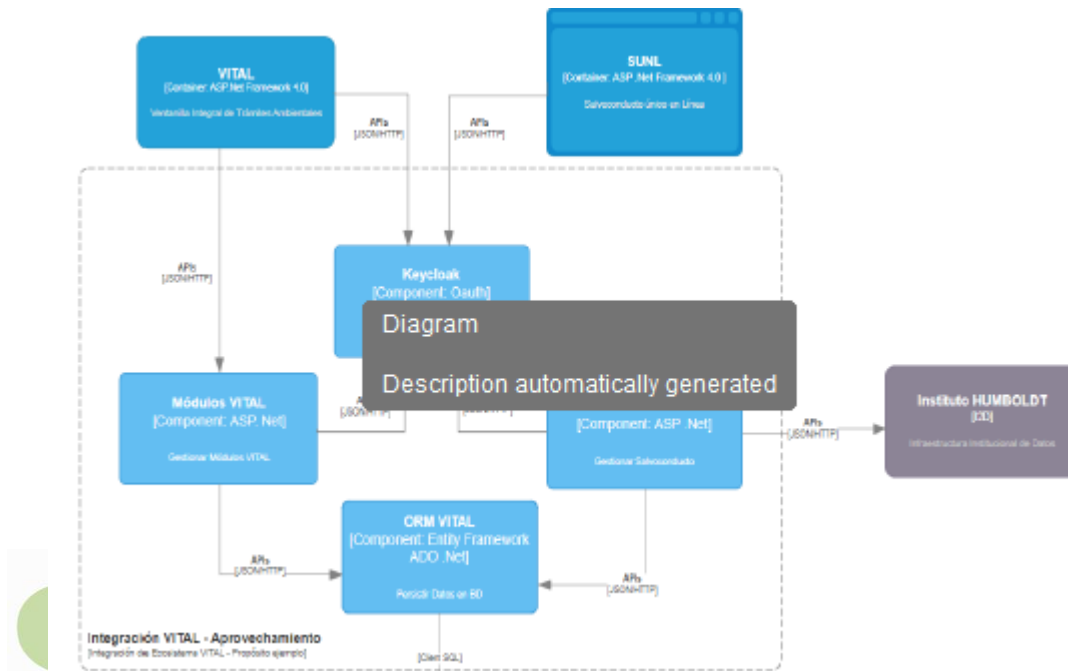 VITAL
[Container: ASP.Net Framework 4.0]
Ventanilla Integral de Trámites Ambientales
SUNL
[Container: ASP .Net Framework 4.0 ]
Salvoconducto único en Línea
APIs
[JSON/HTTP]
APIs
[JSON/HTTP]
APIs
[JSON/HTTP]
Keycloak
[Component: Oauth]
Diagram
Description automatically generated
Módulos VITAL
[Component: ASP. Net]
Gestionar Módulos VITAL
[JSON/HTTP]
[Component: ASP .Net]
Gestionar Salvoconducto
APIs
[JSON/HTTP]
Instituto HUMBOLDT
[I2D]
Infraestructura Institucional de Datos
ORM VITAL
[Component: Entity Framework
ADO .Net]
Persistir Datos en BD
APIs
[JSON/HTTP]
APIs
[JSON/HTTP]
Integración VITAL - Aprovechamiento
[Integración de Ecosistema VITAL - Propósito ejemplo]
[Client SQL]